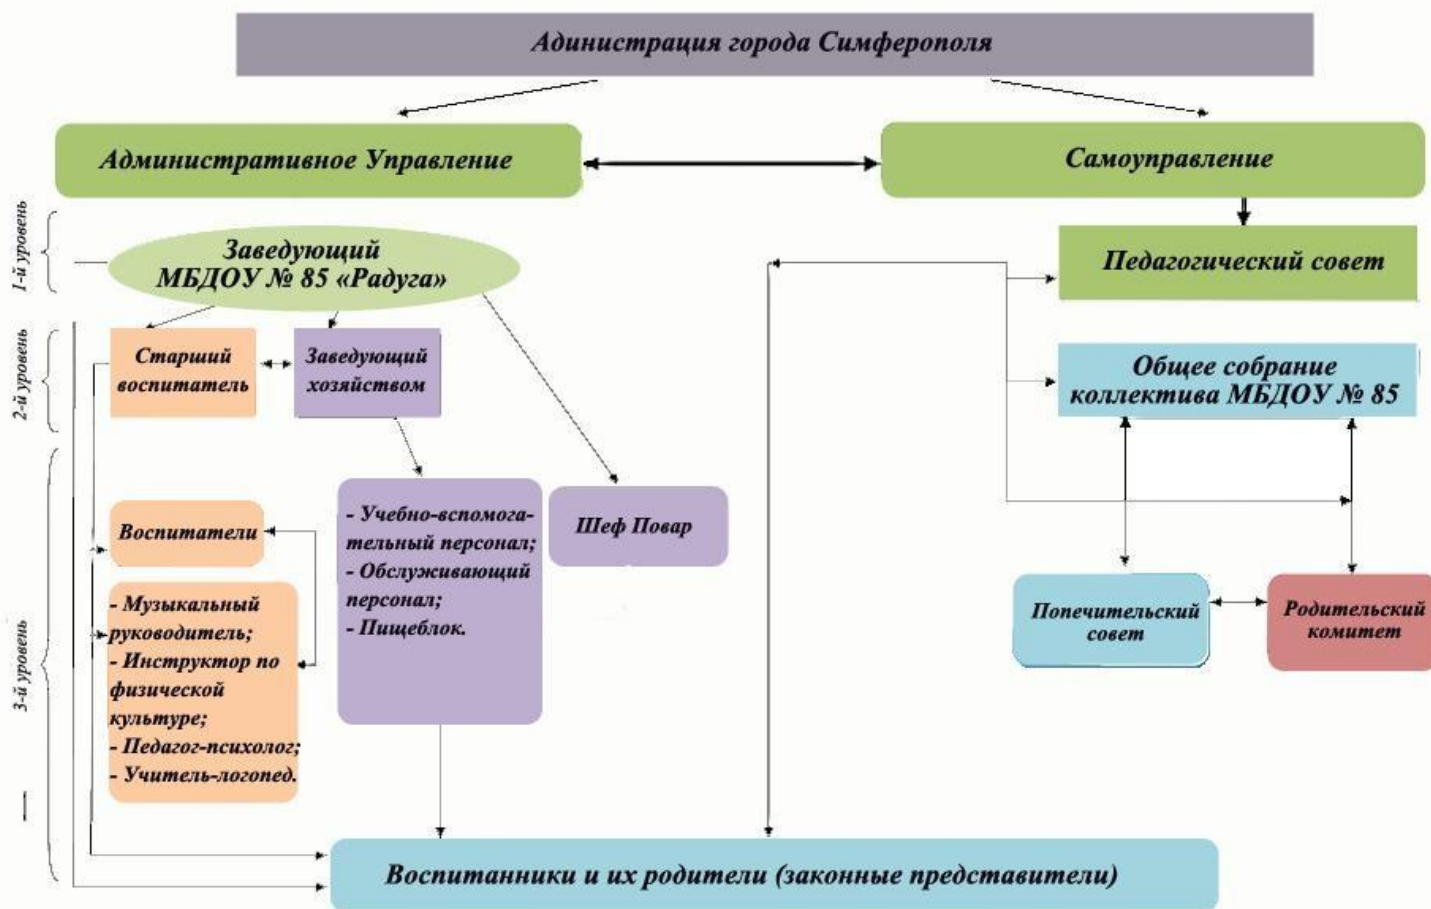 Адинистрация города Симферополя
Административное Управление
Самоуправление
1-й уровень
Заведующий
МБДОУ № 85 «Радуга»
Педагогический совет
2-й уровень
Старший
воспитатель
Заведующий
хозяйством
Общее собрание
коллектива МБДОУ № 85
3-й уровень
Воспитатели
- Учебно-вспомога-
тельный персонал;
- Обслуживающий
персонал;
- Пищеблок.
Шеф Повар
- Музыкальный
руководитель;
- Инструктор по
физической
культуре;
- Педагог-психолог;
- Учитель-логопед.
Попечительский
совет
Родительский
комитет
Воспитанники и их родители (законные представители)